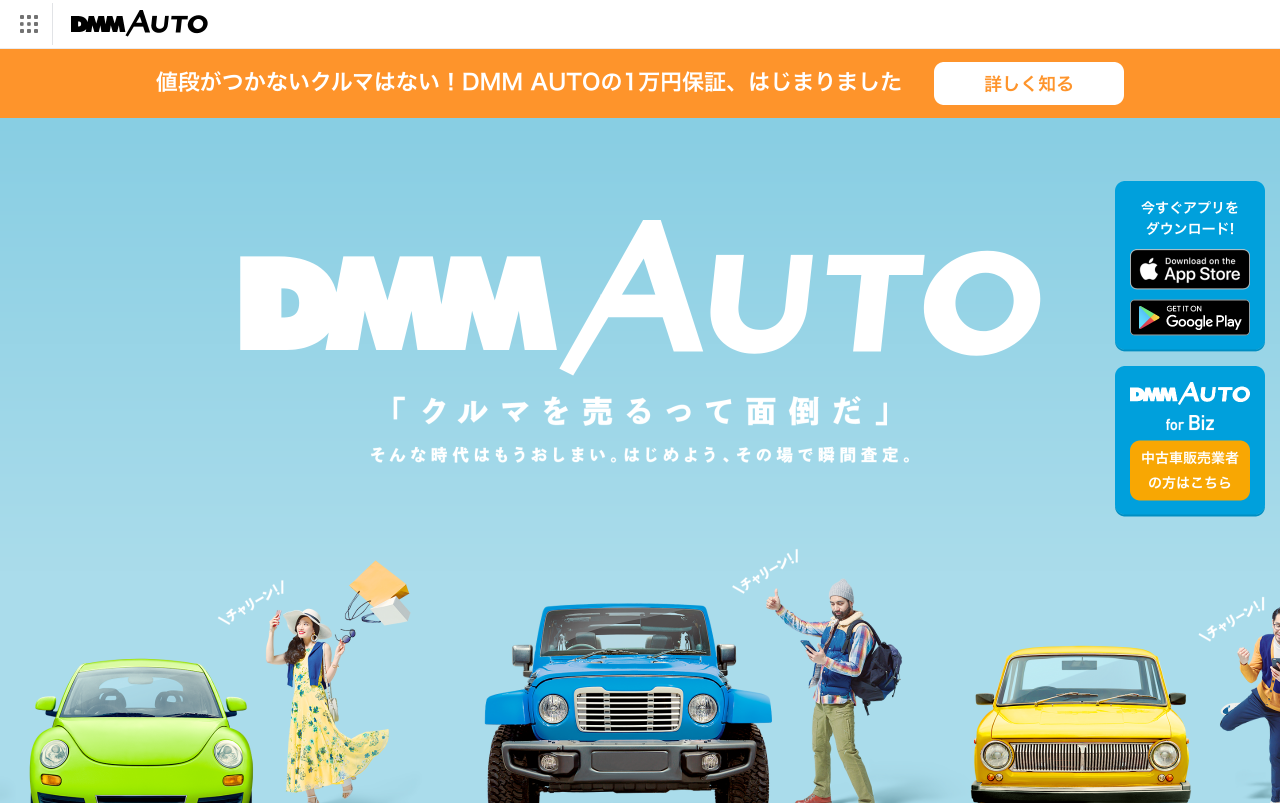 DMM AUTO
値段がつかないクルマはない！DMM AUTOの1万円保証、はじまりました
詳しく知る
DMM AUTO
「クルマを売るって面倒だ」
そんな時代はもうおしまい。はじめよう、その場で瞬間査定。
今すぐアプリを
ダウンロード!
Download on the
App Store
GET IT ON
Google Play
DMM AUTO
for Biz
中古車販売業者
の方はこちら
\チャリーン!/
\チャリーン!/
\チャリーン!/